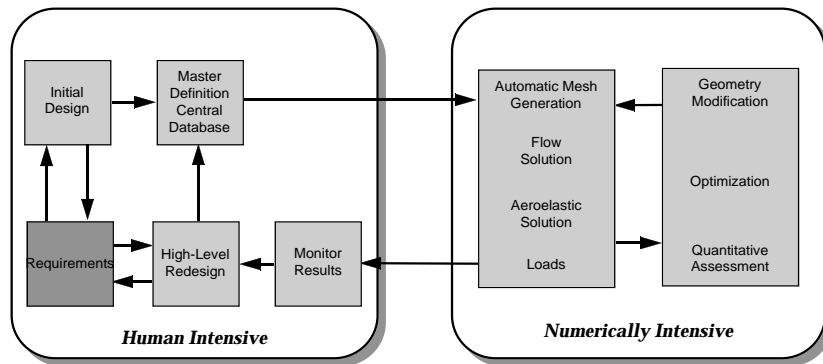 Initial
Design
Master
Definition
Central
Database
Requirements
High-Level
Redesign
Monitor
Results
Human Intensive
Automatic Mesh
Generation
Flow
Solution
Aeroelastic
Solution
Loads
Geometry
Modification
Optimization
Quantitative
Assessment
Numerically Intensive